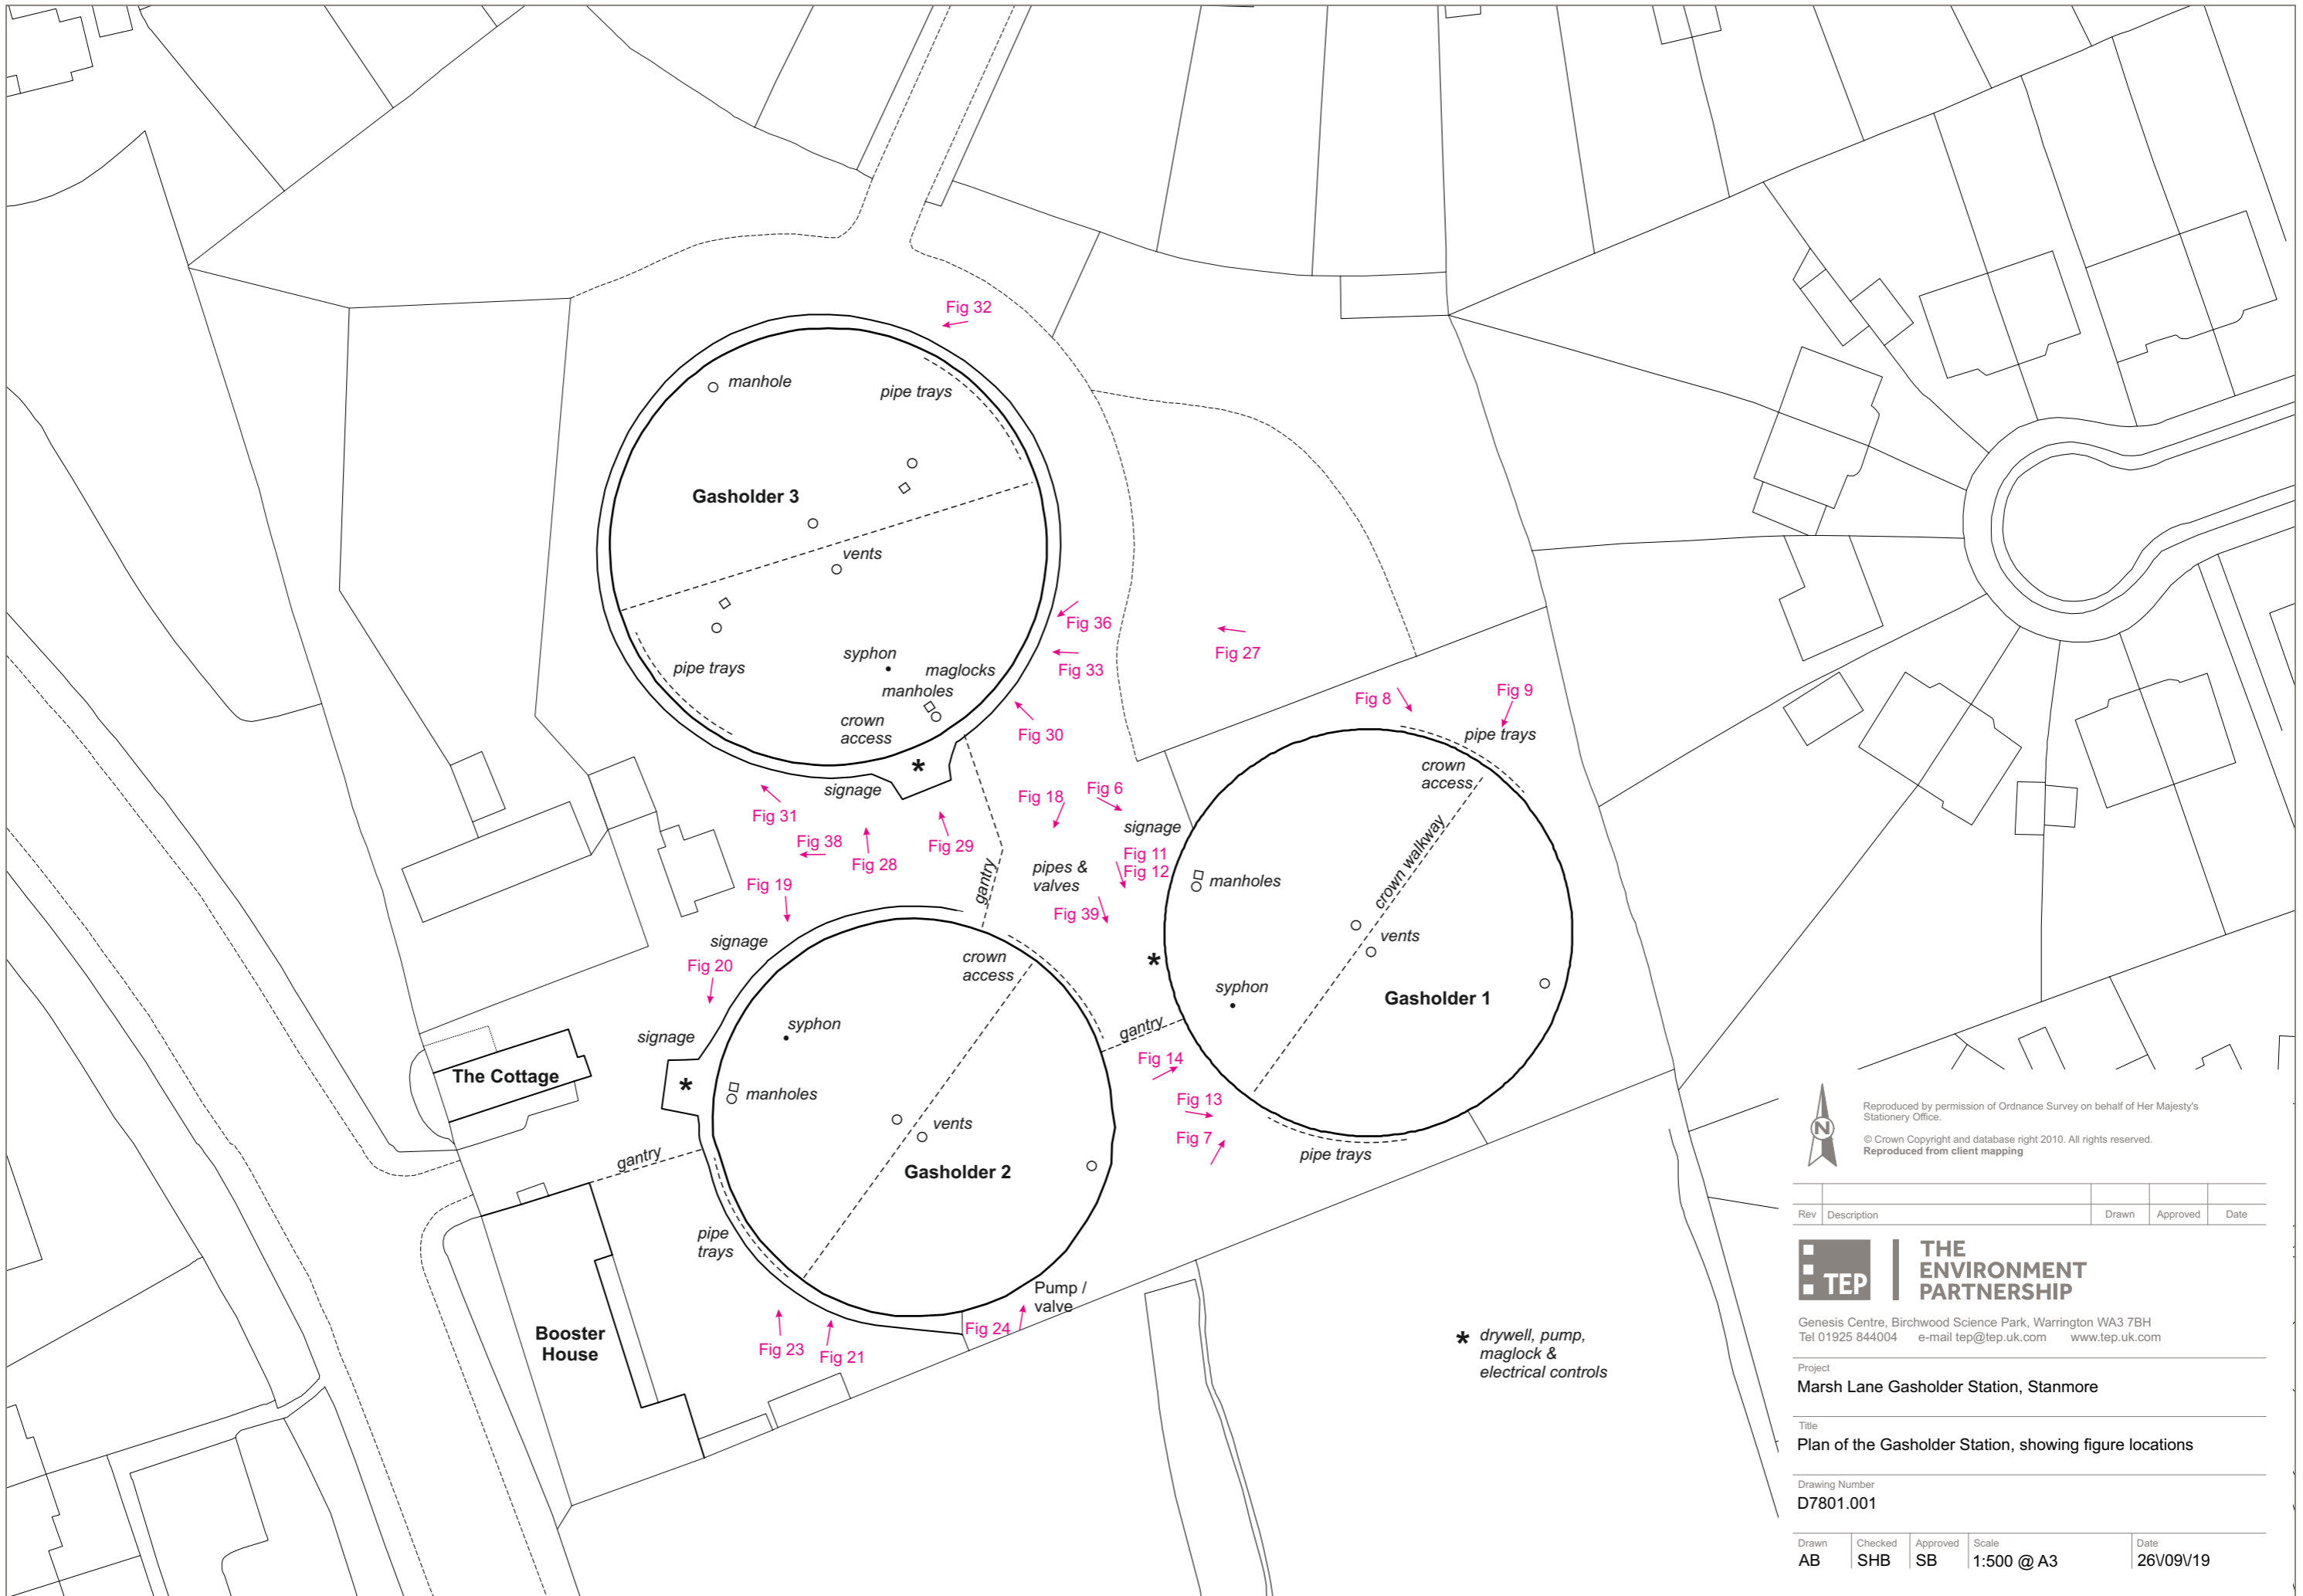 Fig 32
manhole
pipe trays
Gasholder 3
vents
Fig 36
Fig 33
Fig 27
syphon
maglocks
manholes
pipe trays
crown
access
Fig 30
Fig 8
Fig 9
pipe trays
crown
access
*
signage
Fig 31
Fig 18
Fig 6
signage
Fig 38
Fig 28
Fig 29
gantry
pipes &
valves
Fig 11
Fig 12
manholes
crown walkway
Fig 19
Fig 39
signage
vents
*
Fig 20
crown
access
syphon
Gasholder 1
syphon
gantry
signage
The Cottage
*
manholes
Fig 14
Fig 13
Fig 7
vents
gantry
Gasholder 2
pipe trays
pipe
trays
Pump /
valve
Fig 24
Booster
House
Fig 23
Fig 21
* drywell, pump,
maglock &
electrical controls
N
Reproduced by permission of Ordnance Survey on behalf of Her Majesty's
Stationery Office.
© Crown Copyright and database right 2010. All rights reserved.
Reproduced from client mapping
Rev Description Drawn Approved Date
TEP
THE
ENVIRONMENT
PARTNERSHIP
Genesis Centre, Birchwood Science Park, Warrington WA3 7BH
Tel 01925 844004 e-mail tep@tep.uk.com www.tep.uk.com
Project
Marsh Lane Gasholder Station, Stanmore
Title
Plan of the Gasholder Station, showing figure locations
Drawing Number
D7801.001
Drawn Checked Approved Scale Date
AB SHB SB 1:500 @ A3 26\/09\/19